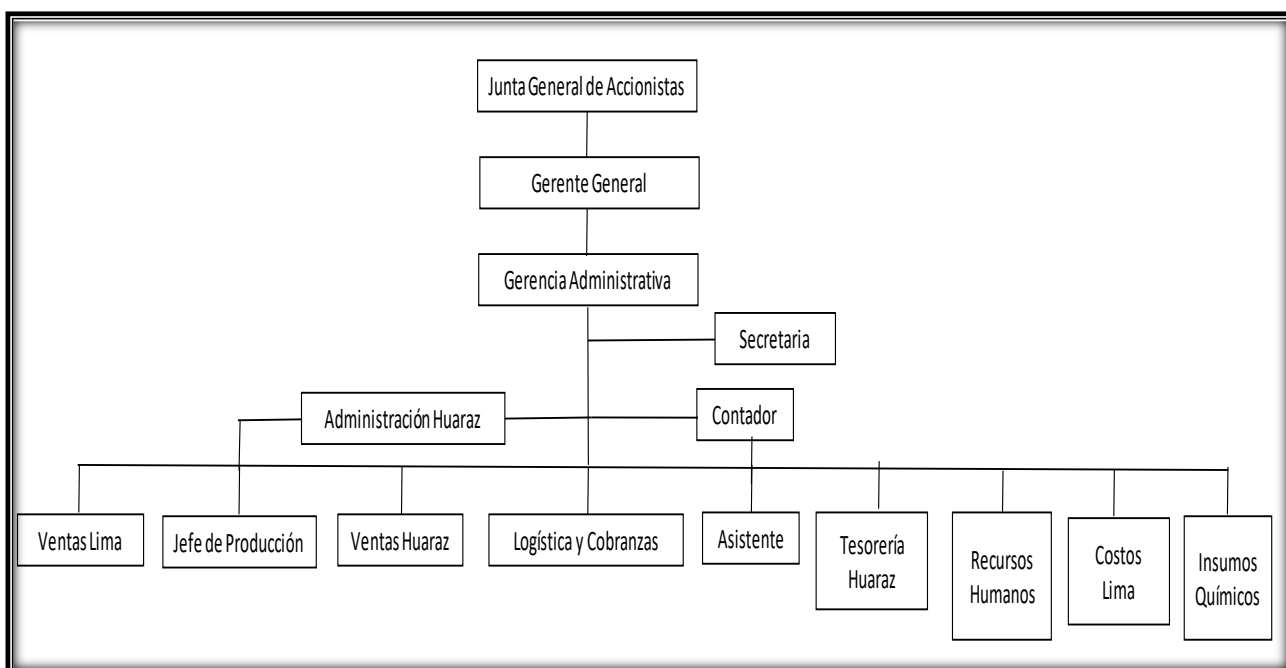 Junta General de Accionistas
Gerente General
Gerencia Administrativa
Secretaria
Administración Huaraz
Contador
Ventas Lima
Jefe de Producción
Ventas Huaraz
Logística y Cobranzas
Asistente
Tesorería
Huaraz
Recursos
Humanos
Costos
Lima
Insumos
Químicos